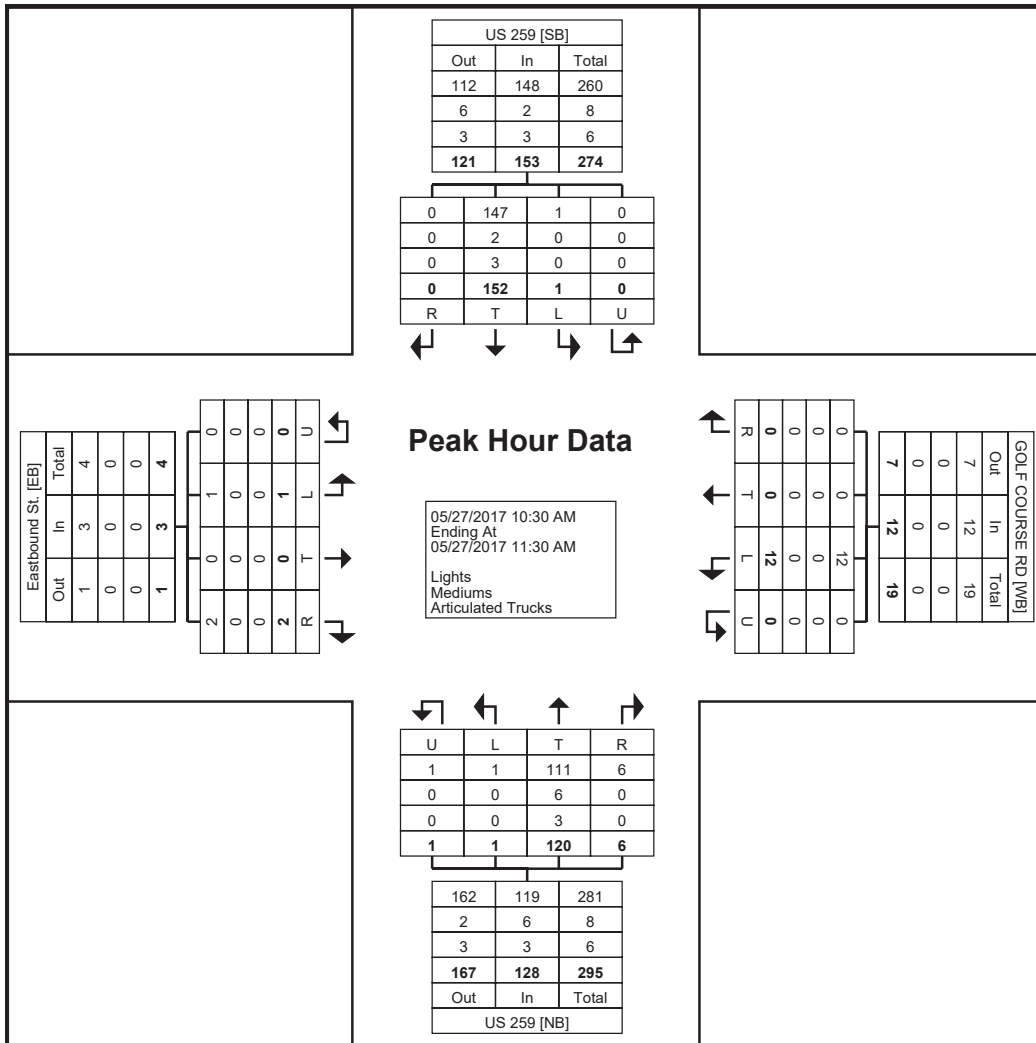 US 259 [SB]
Out In Total
112 148 260
6 2 8
3 3 6
121 153 274
0 147 1 0
0 2 0 0
0 3 0 0
0 152 1 0
R T L U
Eastbound St. [EB]
Total In Out
4 3 1
0 0 0
0 0 0
4 3 1
0 1 0 2
0 0 0 0
0 0 0 0
0 1 0 2
U L T R
Peak Hour Data
05/27/2017 10:30 AM
Ending At
05/27/2017 11:30 AM
Lights
Mediums
Articulated Trucks
R T L U
0 0 12 0
0 0 0 0
0 0 0 0
0 0 12 0
GOLF COURSE RD [WB]
Out In Total
7 12 19
0 0 0
0 0 0
7 12 19
U L T R
1 1 111 6
0 0 6 0
0 0 3 0
1 1 120 6
162 119 281
2 6 8
3 3 6
167 128 295
Out In Total
US 259 [NB]